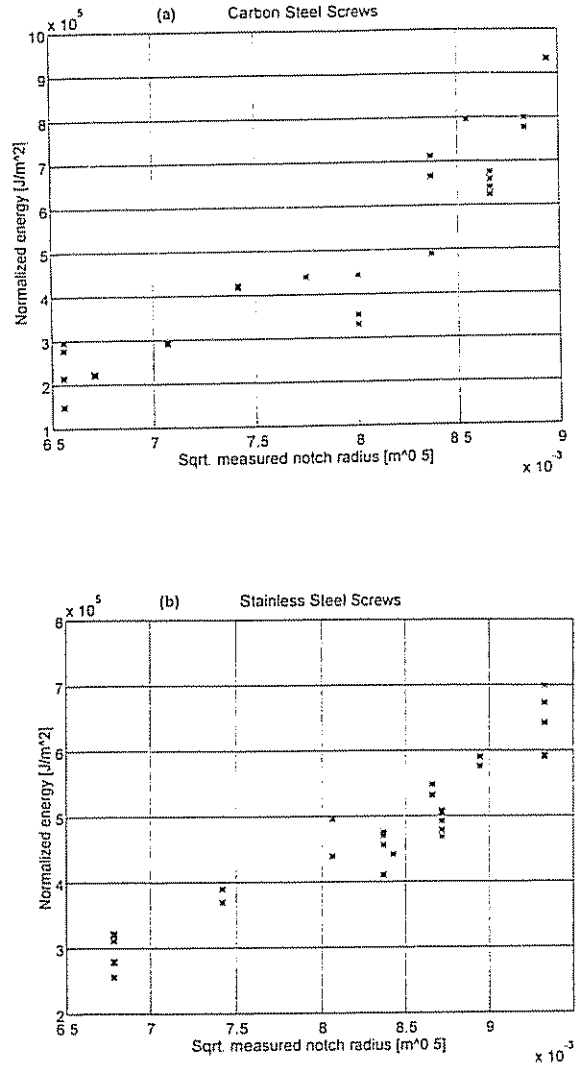 x 10^5 (a) Carbon Steel Screws
10
9
8
7
6
5
4
3
2
1
Normalized energy [J/m^2]
6 5 7 7.5 8 8 5 9
Sqrt. measured notch radius [m^0 5]
x 10^-3
x 10^5 (b) Stainless Steel Screws
8
7
6
5
4
3
2
Normalized energy [J/m^2]
6 5 7 7.5 8 8.5 9
Sqrt. measured notch radius [m^0 5]
x 10^-3